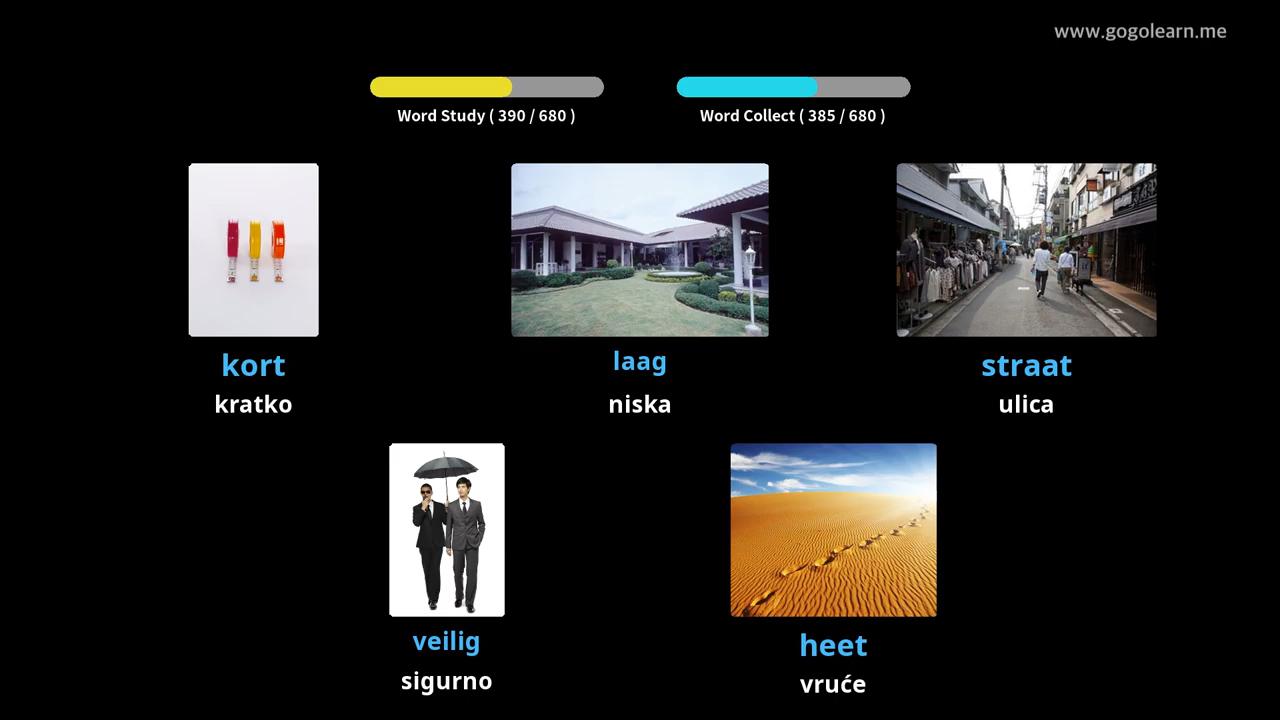 www.gogolearn.me
Word Study ( 390 / 680 )
Word Collect ( 385 / 680 )
kort
kratko
laag
niska
straat
ulica
veilig
sigurno
heet
vruće